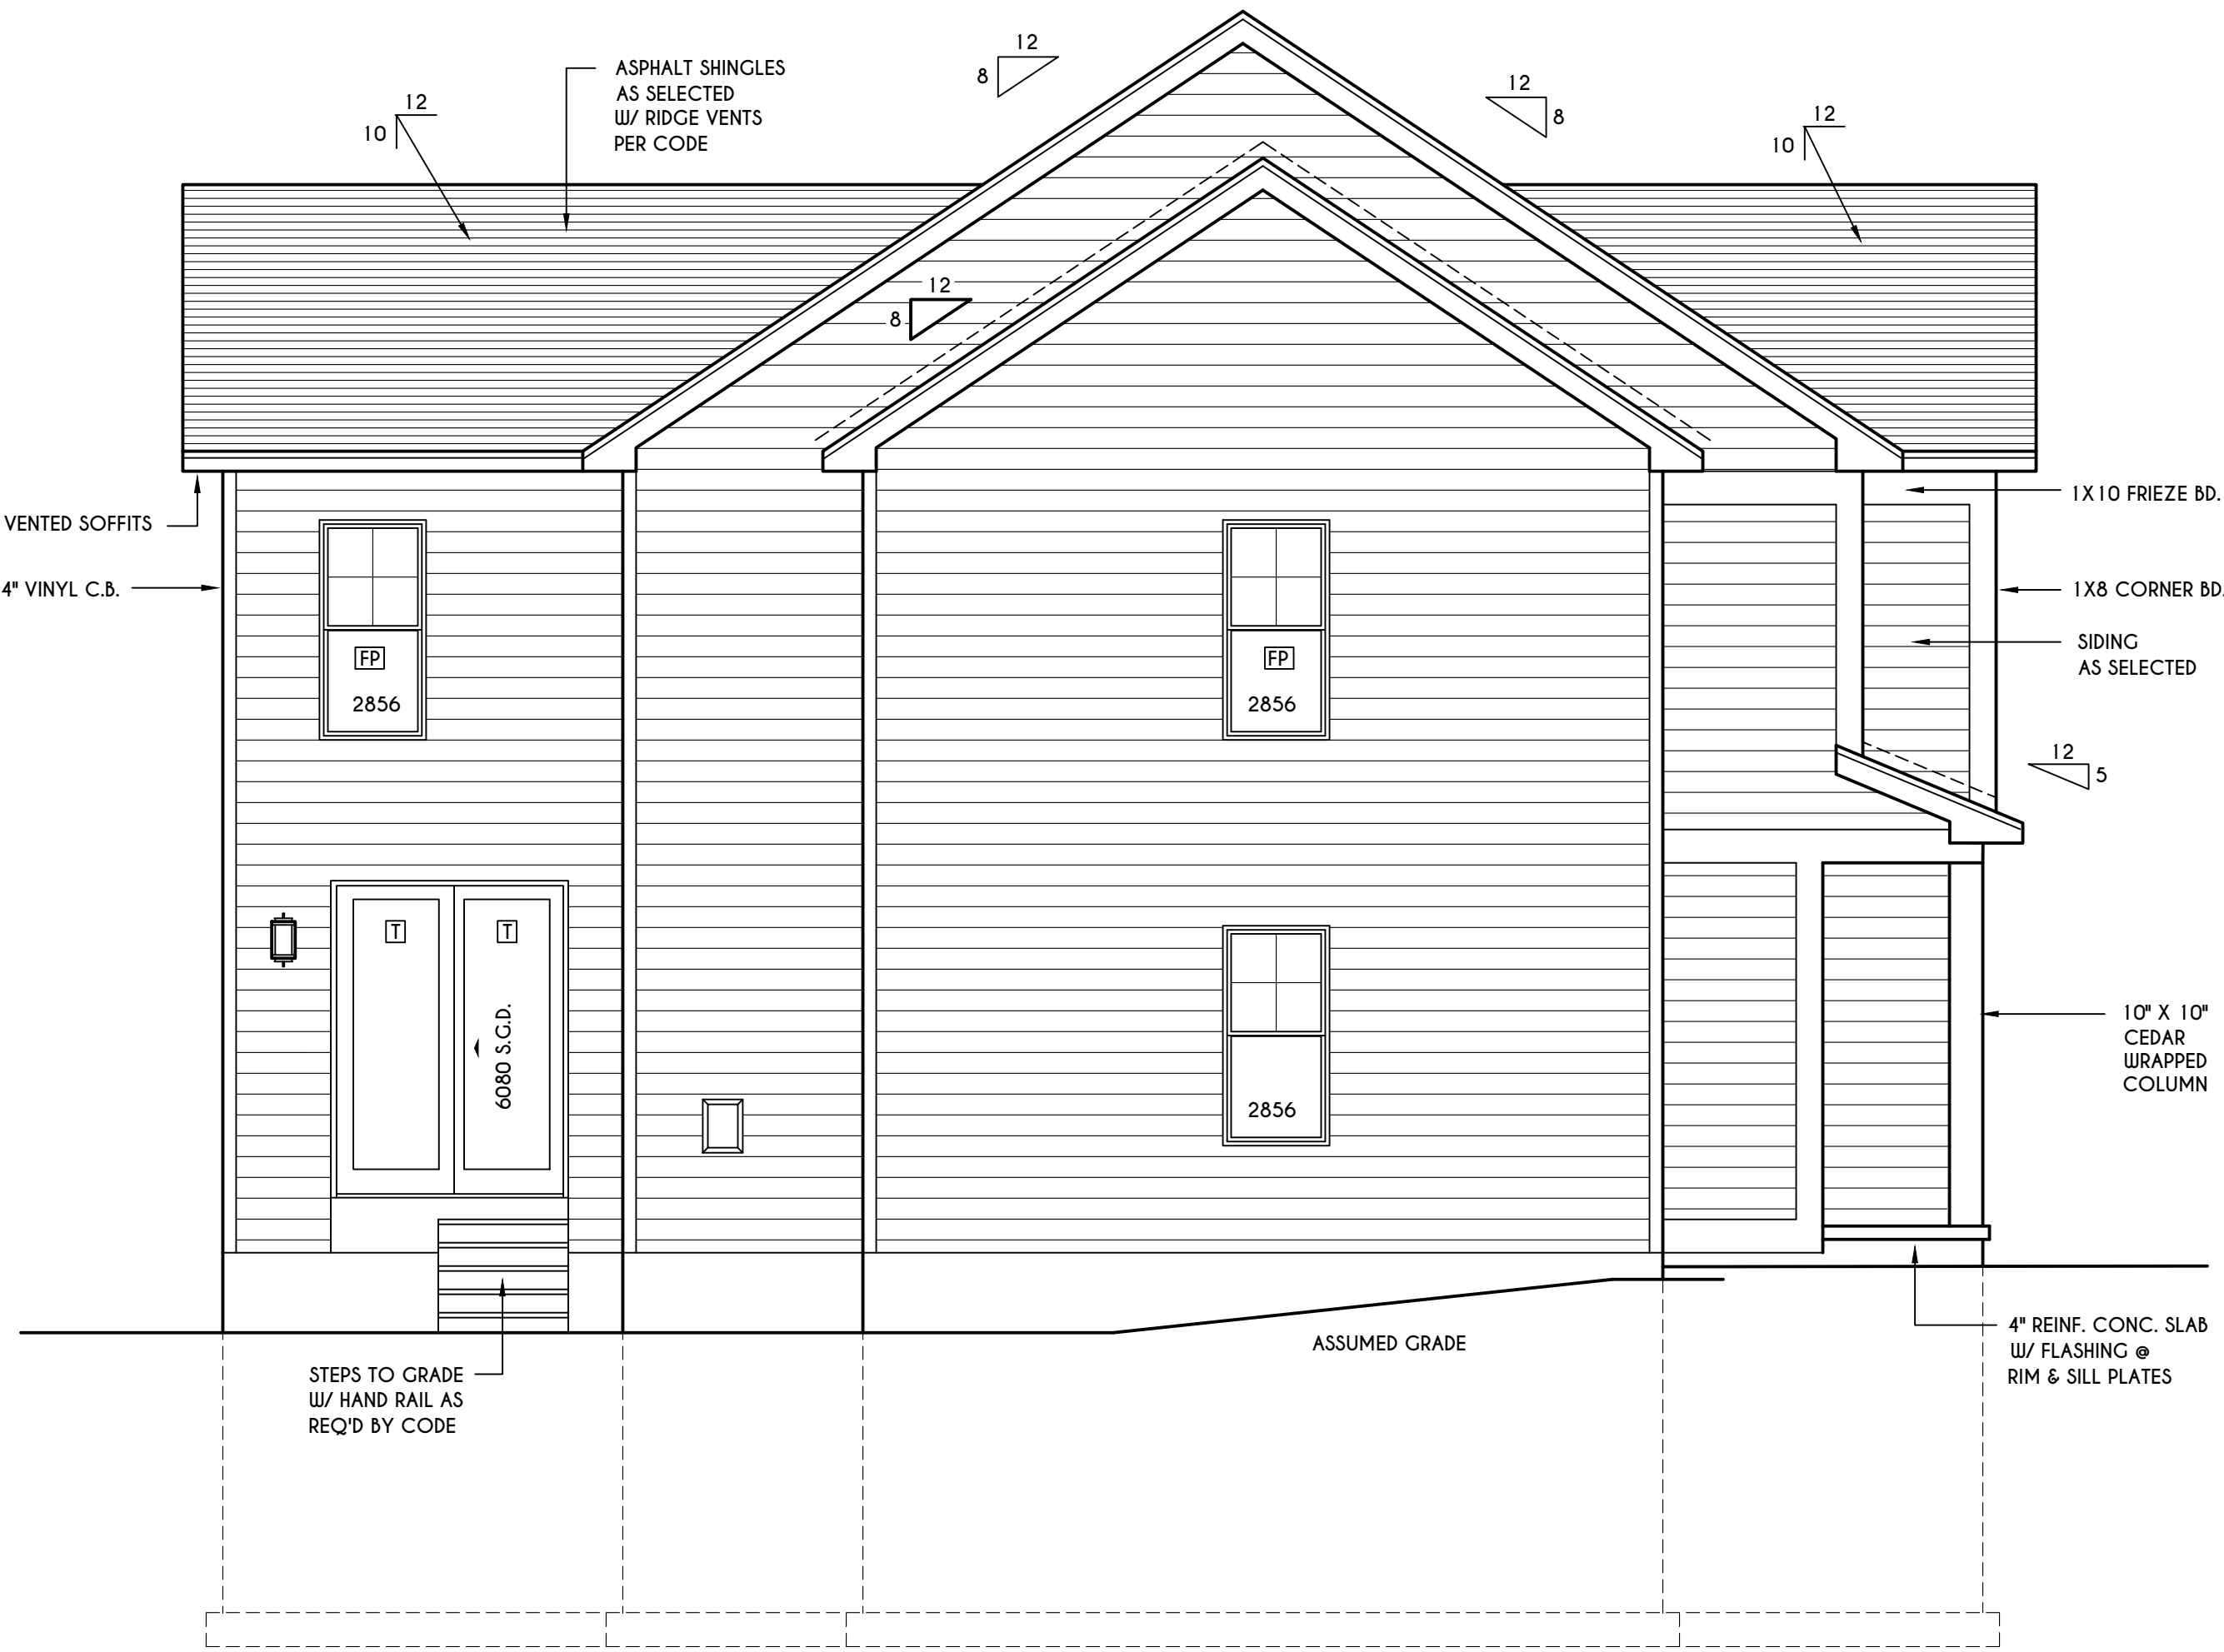 12
8
12
8
ASPHALT SHINGLES
AS SELECTED
W/ RIDGE VENTS
PER CODE
12
10
12
10
12
8
VENTED SOFFITS
4" VINYL C.B.
1X10 FRIEZE BD.
1X8 CORNER BD.
SIDING
AS SELECTED
FP
2856
FP
2856
12
5
T
T
6080 S.G.D.
2856
10" X 10"
CEDAR
WRAPPED
COLUMN
ASSUMED GRADE
4" REINF. CONC. SLAB
W/ FLASHING @
RIM & SILL PLATES
STEPS TO GRADE
W/ HAND RAIL AS
REQ'D BY CODE